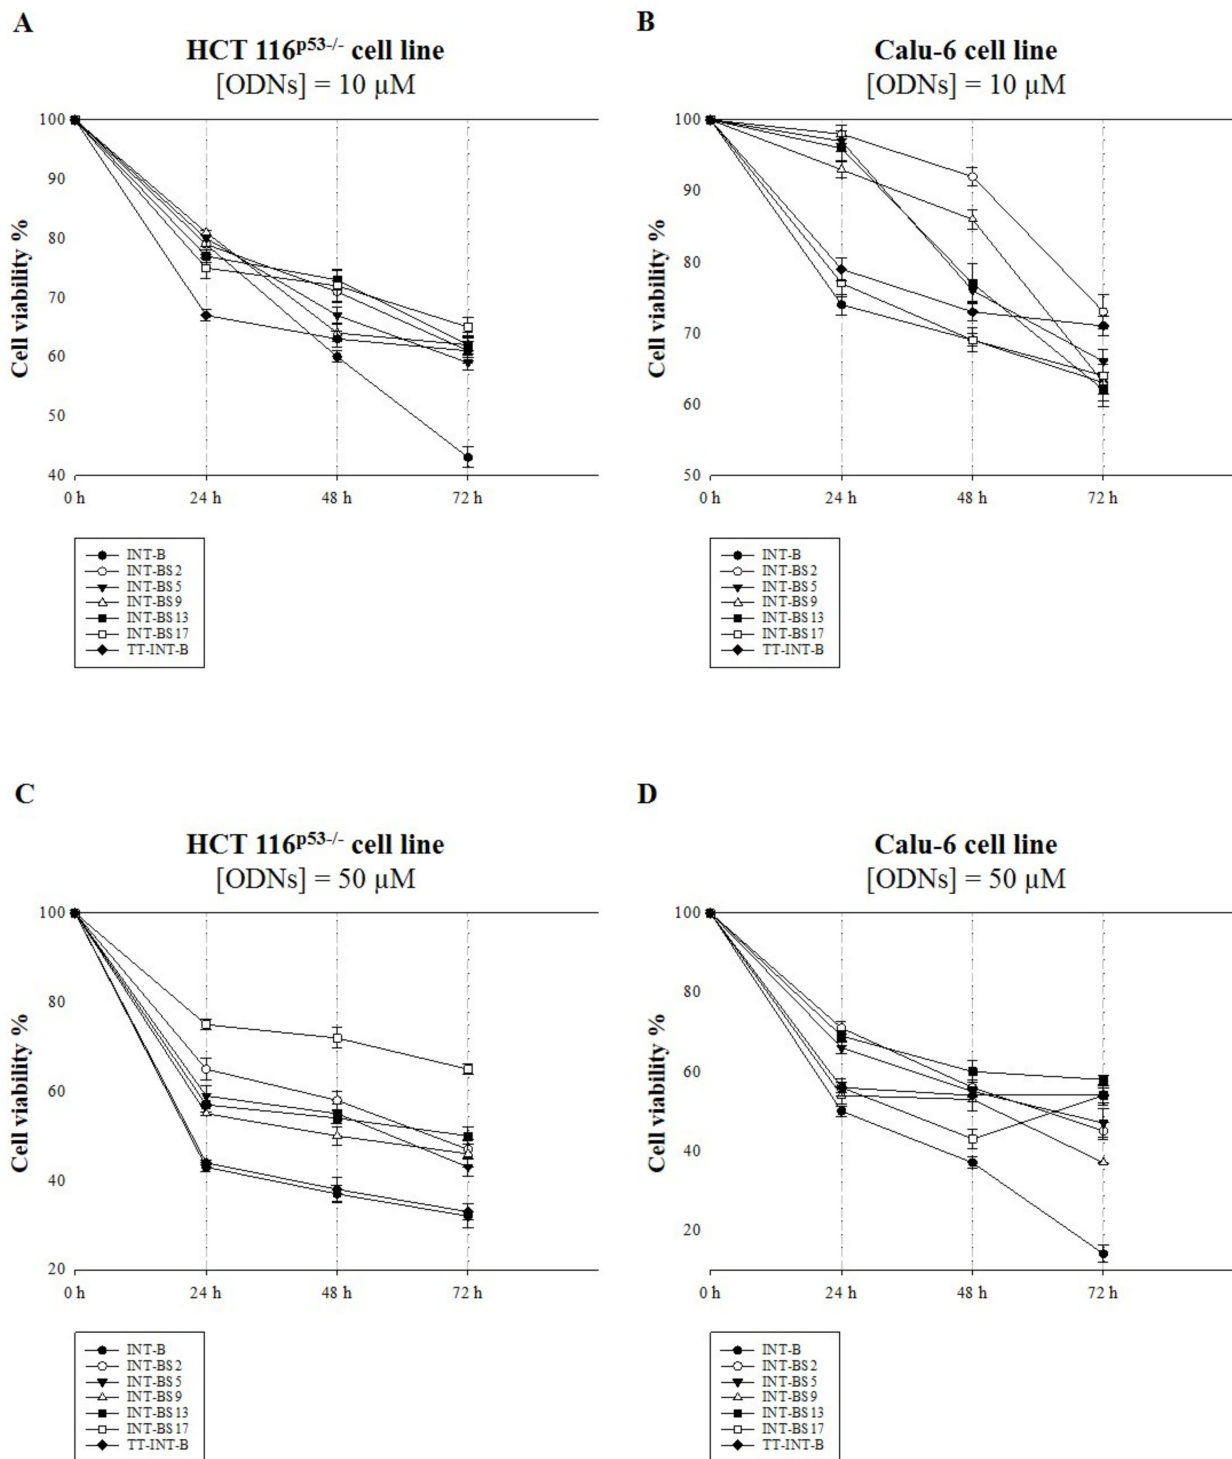 A
HCT 116p53-/- cell line
[ODNs] = 10 µM
Cell viability %
100
90
80
70
60
50
40
0 h
24 h
48 h
72 h
INT-B
INT-BS2
INT-BS5
INT-BS9
INT-BS13
INT-BS17
TT-INT-B
B
Calu-6 cell line
[ODNs] = 10 µM
Cell viability %
100
90
80
70
60
50
0 h
24 h
48 h
72 h
INT-B
INT-BS2
INT-BS5
INT-BS9
INT-BS13
INT-BS17
TT-INT-B
C
HCT 116p53-/- cell line
[ODNs] = 50 µM
Cell viability %
100
80
60
40
20
0 h
24 h
48 h
72 h
INT-B
INT-BS2
INT-BS5
INT-BS9
INT-BS13
INT-BS17
TT-INT-B
D
Calu-6 cell line
[ODNs] = 50 µM
Cell viability %
100
80
60
40
20
0 h
24 h
48 h
72 h
INT-B
INT-BS2
INT-BS5
INT-BS9
INT-BS13
INT-BS17
TT-INT-B